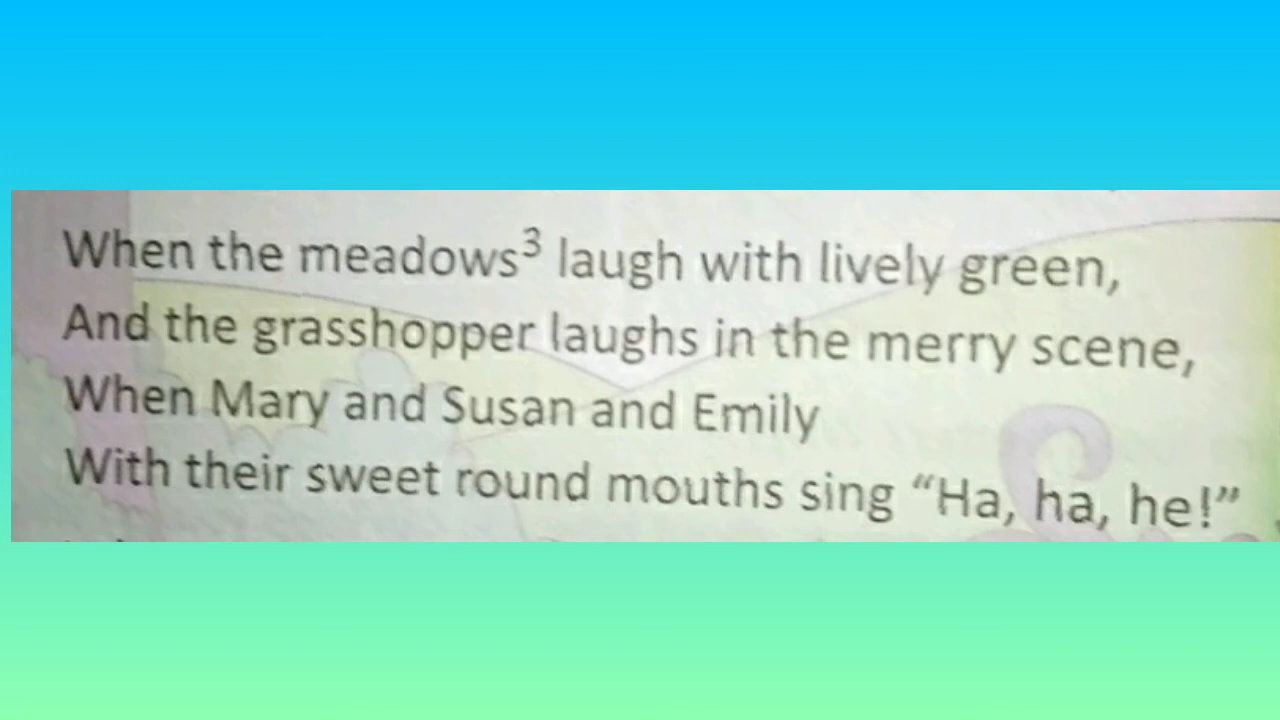 When the meadows³ laugh with lively green,
And the grasshopper laughs in the merry scene,
When Mary and Susan and Emily
With their sweet round mouths sing “Ha, ha, he!”